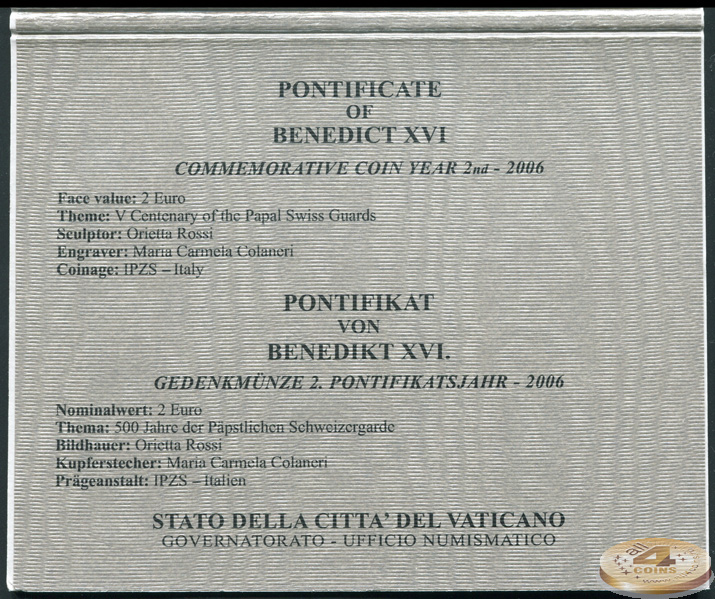 PONTIFICATE
OF
BENEDICT XVI
COMMEMORATIVE COIN YEAR 2nd - 2006
Face value: 2 Euro
Theme: V Centenary of the Papal Swiss Guards
Sculptor: Orietta Rossi
Engraver: Maria Carmela Colaneri
Coinage: IPZS – Italy
PONTIFIKAT
VON
BENEDIKT XVI.
GEDENKMÜNZE 2. PONTIFIKATSJAHR - 2006
Nominalwert: 2 Euro
Thema: 500 Jahre der Päpstlichen Schweizergarde
Bildhauer: Orietta Rossi
Kupferstecher: Maria Carmela Colaneri
Prägeanstalt: IPZS – Italien
STATO DELLA CITTA' DEL VATICANO
GOVERNATORATO - UFFICIO NUMISMATICO
all
4
COINS